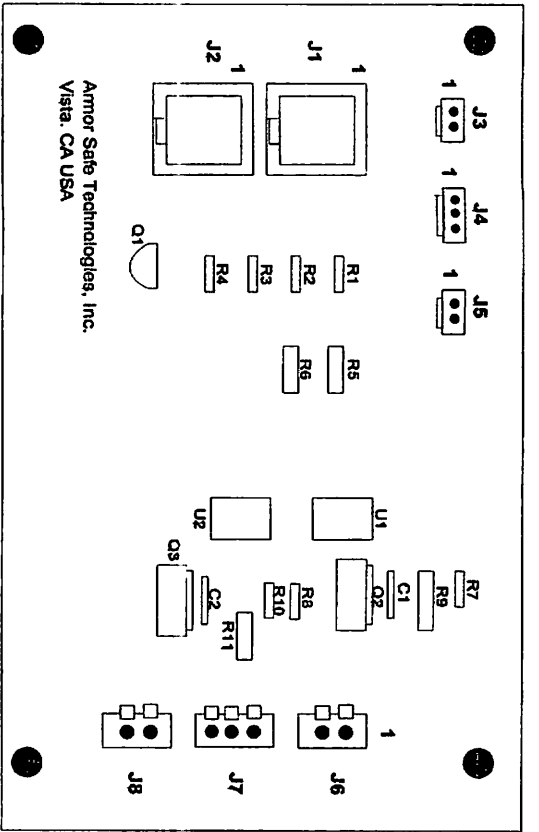 J2
1
J1
1
1
J3
1
J4
1
J5
Armor Safe Technologies, Inc.
Vista. CA USA
Q1
R4
R3
R2
R1
R6
R5
U2
U1
Q3
C2
R11
R10
R8
Q2
C1
R9
R7
J8
J7
J6
1